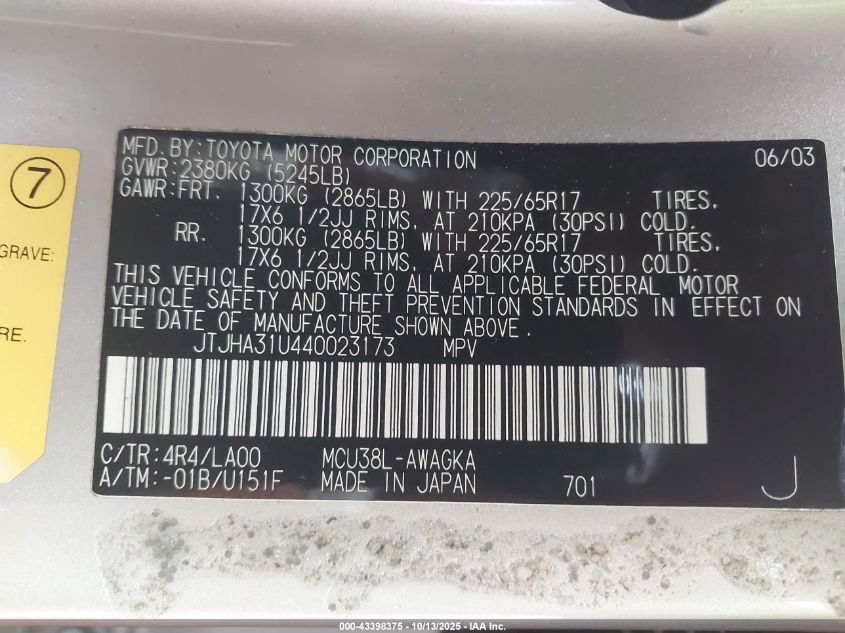 MFD.BY:TOYOTA MOTOR CORPORATION 06/03
GVWR:2380KG (5245LB)
GAWR:FRT. 1300KG (2865LB) WITH 225/65R17 TIRES,
17X6 1/2JJ RIMS, AT 210KPA (30PSI) COLD.
RR. 1300KG (2865LB) WITH 225/65R17 TIRES,
17X6 1/2JJ RIMS, AT 210KPA (30PSI) COLD.
THIS VEHICLE CONFORMS TO ALL APPLICABLE FEDERAL MOTOR
VEHICLE SAFETY AND THEFT PREVENTION STANDARDS IN EFFECT ON
THE DATE OF MANUFACTURE SHOWN ABOVE.
JTJHA31U440023173 MPV
C/TR:4R4/LA00 MCU38L-AWAGKA
A/TM:-01B/U151F MADE IN JAPAN 701 J
7
GRAVE:
RE.
000-43398375 - 10/13/2025 - IAA Inc.